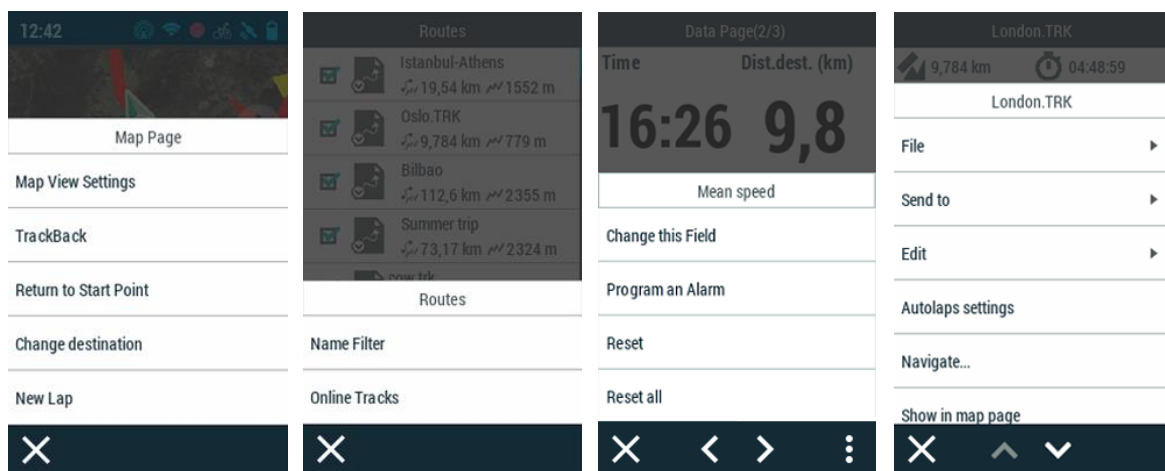 12:42
Map Page
Map View Settings
TrackBack
Return to Start Point
Change destination
New Lap
Routes
Istanbul-Athens
19,54 km 1552 m
Oslo.TRK
9,784 km 779 m
Bilbao
112,6 km 2355 m
Summer trip
73,17 km 2324 m
cow.trk
Routes
Name Filter
Online Tracks
Data Page(2/3)
Time Dist.dest. (km)
16:26 9,8
Mean speed
Change this Field
Program an Alarm
Reset
Reset all
London.TRK
9,784 km 04:48:59
London.TRK
File
Send to
Edit
Autolaps settings
Navigate...
Show in map page